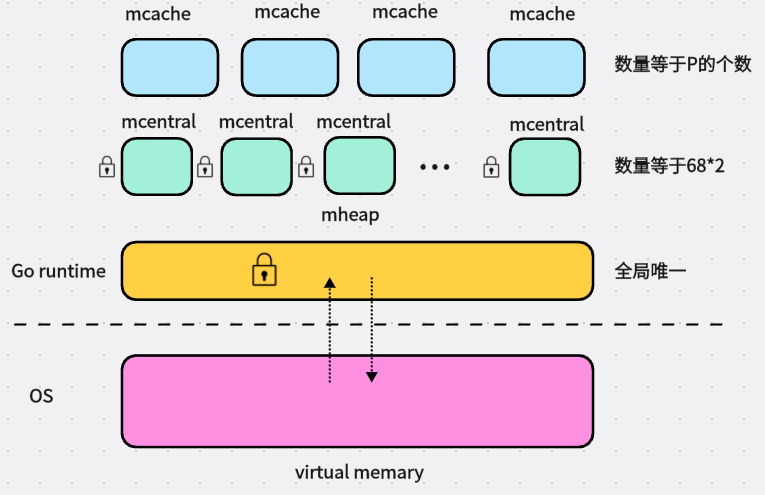 mcache mcache mcache mcache
数量等于P的个数
mcentral mcentral mcentral mcentral
数量等于68*2
mheap
Go runtime
全局唯一
OS
virtual memary